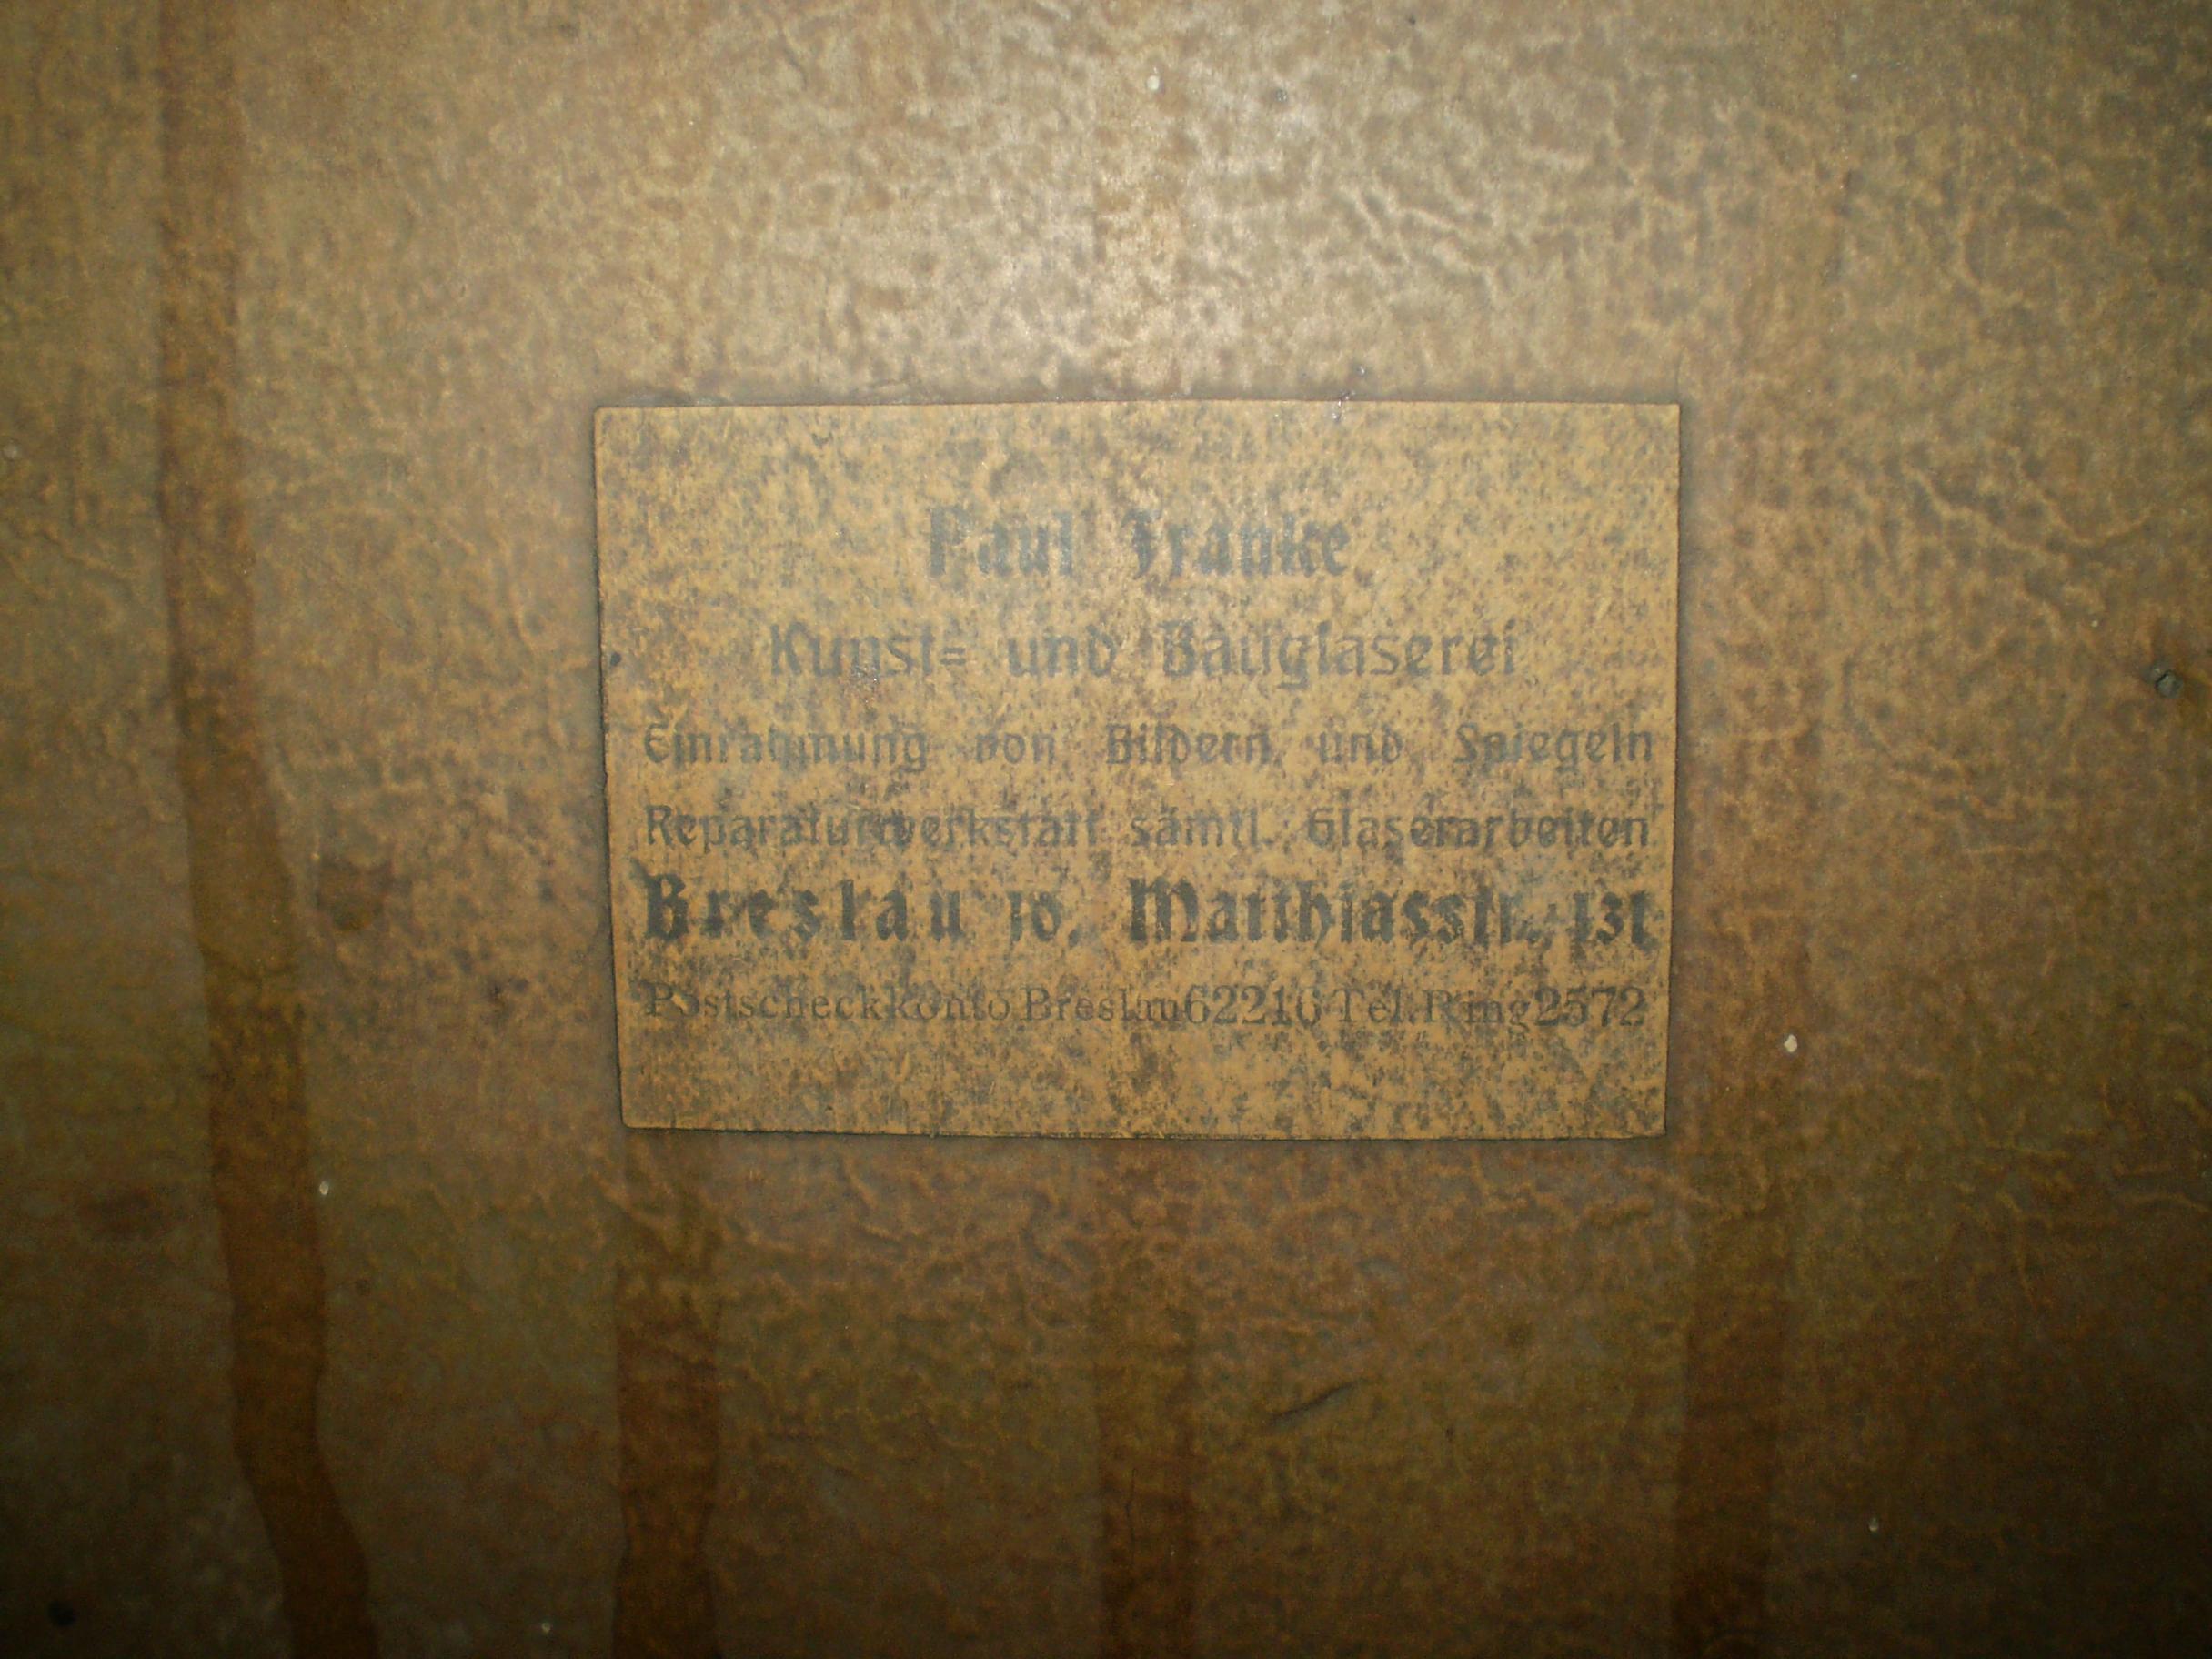 Paul Franke
Kunst= und Bauglaserei
Einrahmung von Bildern und Spiegeln
Reparaturwerkstatt sämtl. Glaserarbeiten
Breslau 10, Matthiasstr. 131
Postscheckkonto Breslau 62216 Tel. Ring 2572